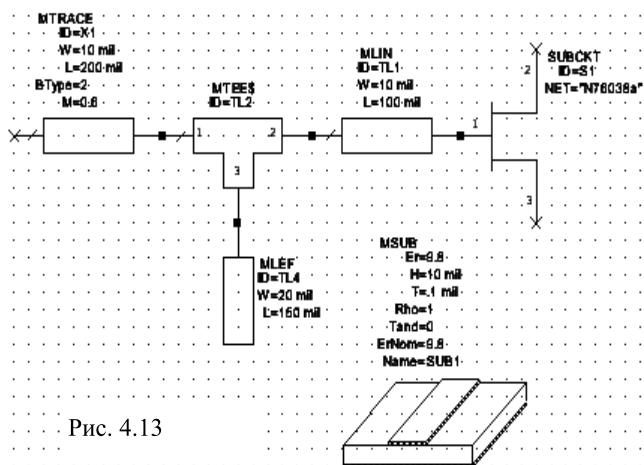 MTRACE
ID=X1
W=10 mil
L=200 mil
BType=2
M=0.6
MTEE$
ID=TL2
MLIN
ID=TL1
W=10 mil
L=100 mil
SUBCKT
ID=S1
NET="N76038a"
1
2
3
1
2
3
MLEF
ID=TL4
W=20 mil
L=150 mil
MSUB
Er=9.8
H=10 mil
T=.1 mil
Rho=1
Tand=0
ErNom=9.8
Name=SUB1
Рис. 4.13